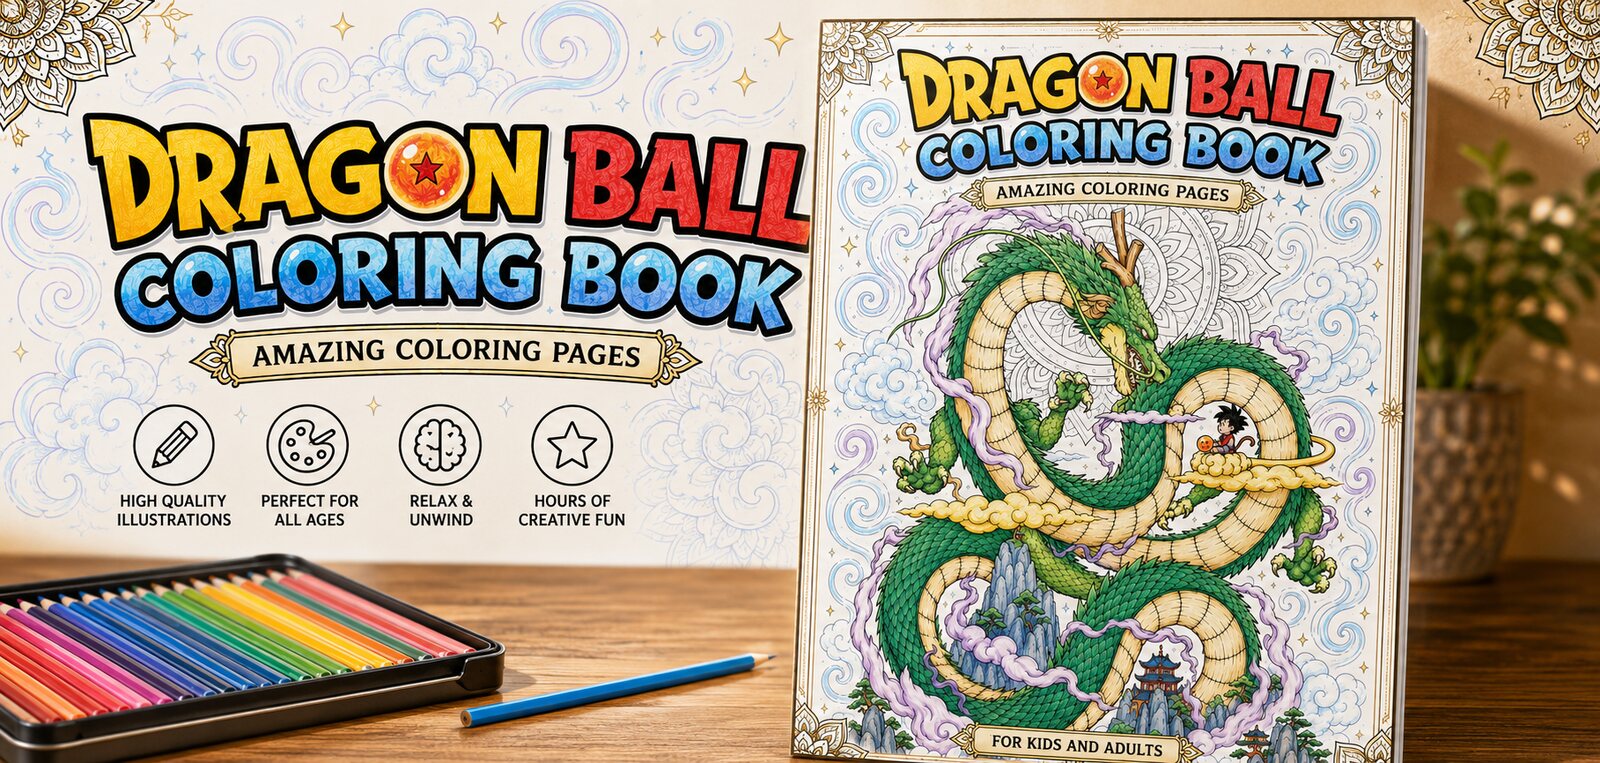 DRAGON BALL
COLORING BOOK
AMAZING COLORING PAGES
HIGH QUALITY
ILLUSTRATIONS
PERFECT FOR
ALL AGES
RELAX &
UNWIND
HOURS OF
CREATIVE FUN
DRAGON BALL
COLORING BOOK
AMAZING COLORING PAGES
FOR KIDS AND ADULTS